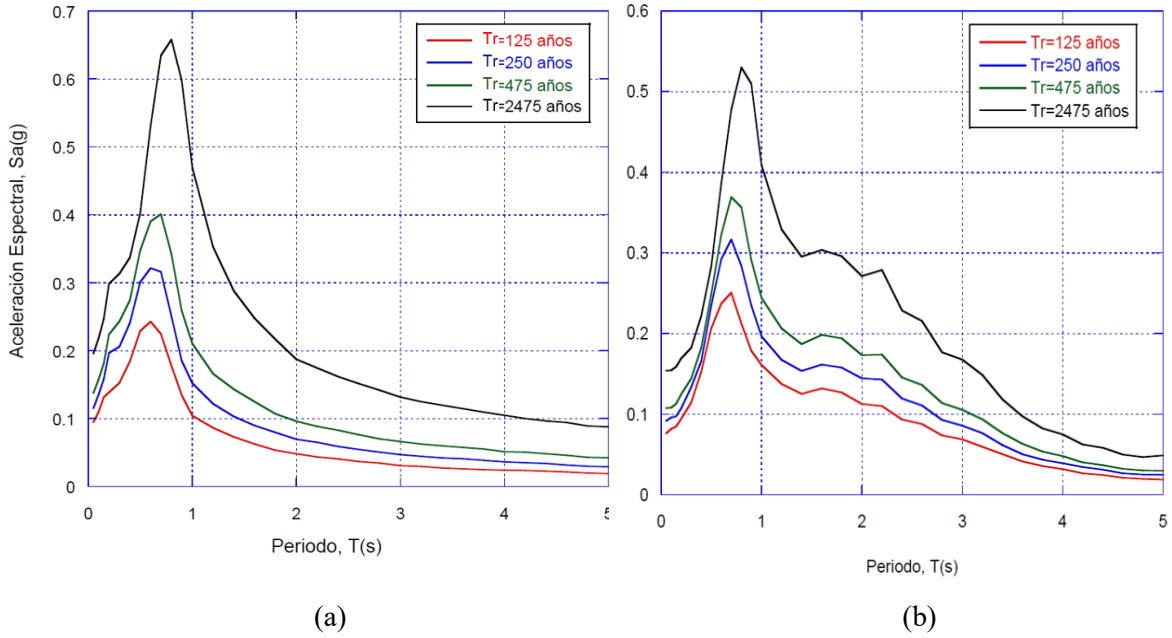 Aceleración Espectral, Sa(g)
0.7
0.6
0.5
0.4
0.3
0.2
0.1
0
Tr=125 años
Tr=250 años
Tr=475 años
Tr=2475 años
0 1 2 3 4 5
Periodo, T(s)
(a)
0.6
0.5
0.4
0.3
0.2
0.1
0
Tr=125 años
Tr=250 años
Tr=475 años
Tr=2475 años
0 1 2 3 4 5
Periodo, T(s)
(b)